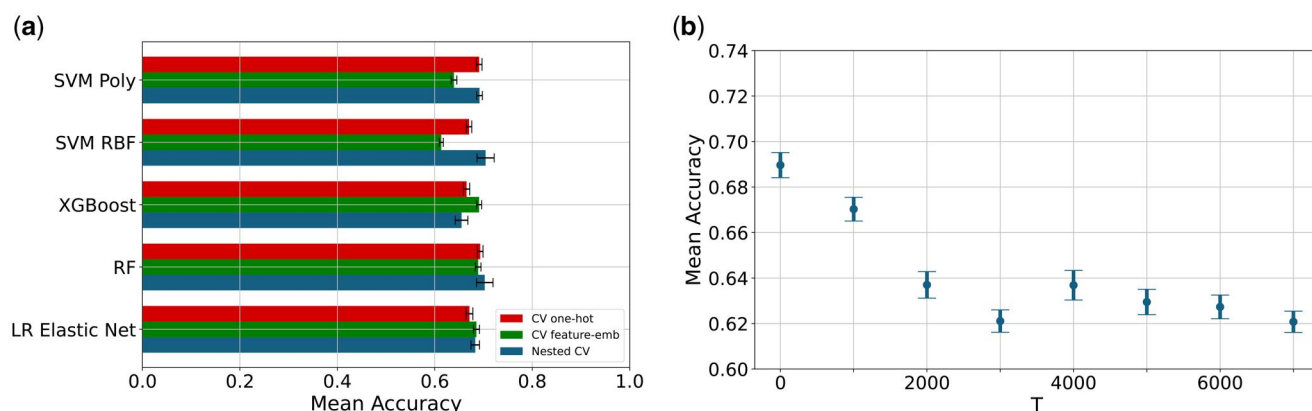 (a)
SVM Poly
SVM RBF
XGBoost
RF
LR Elastic Net
CV one-hot
CV feature-emb
Nested CV
0.0 0.2 0.4 0.6 0.8 1.0
Mean Accuracy
(b)
Mean Accuracy
0.74
0.72
0.70
0.68
0.66
0.64
0.62
0.60
0 2000 4000 6000
T